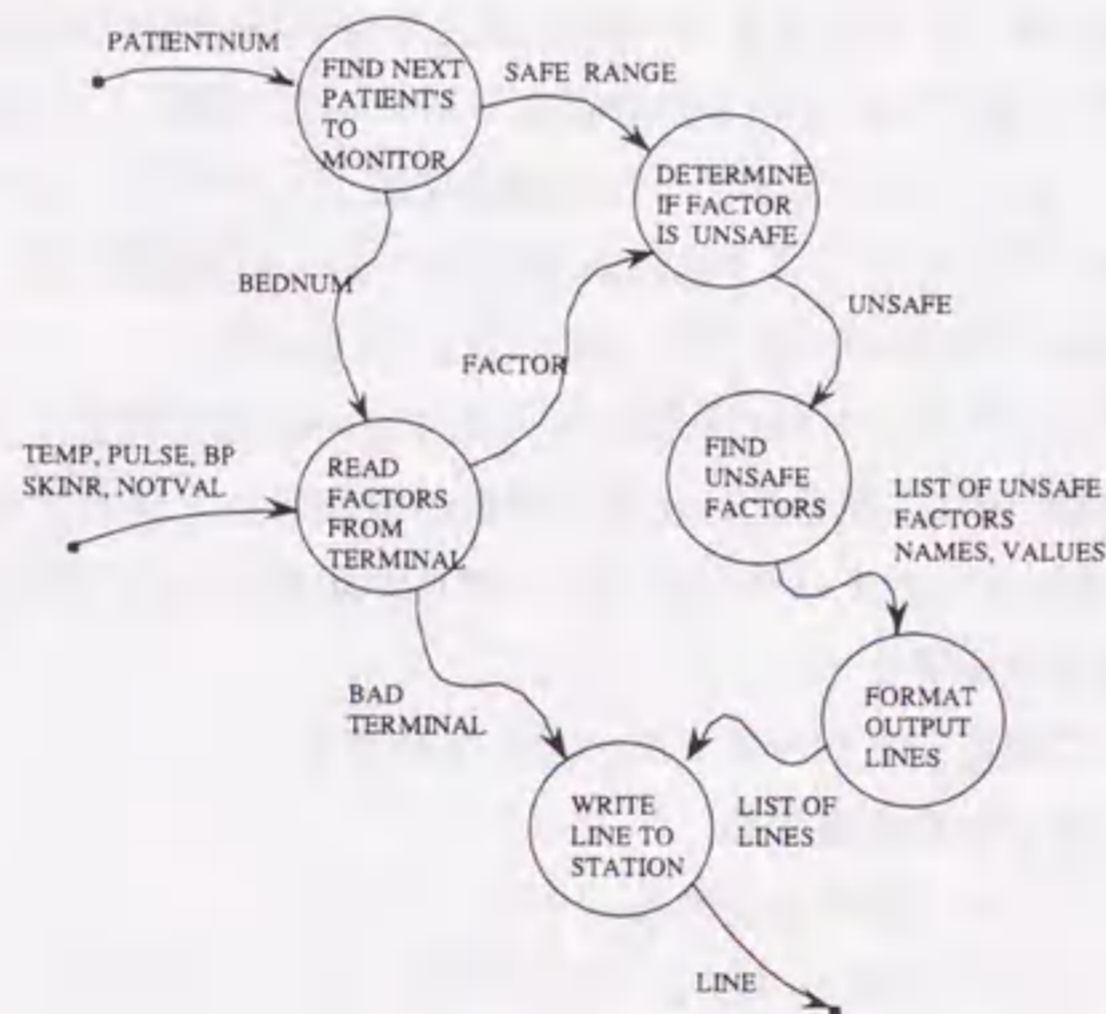 PATIENTNUM
FIND NEXT
PATIENT'S
TO
MONITOR
SAFE RANGE
DETERMINE
IF FACTOR
IS UNSAFE
BEDNUM
UNSAFE
FACTOR
TEMP, PULSE, BP
SKINR, NOTVAL
READ
FACTORS
FROM
TERMINAL
FIND
UNSAFE
FACTORS
LIST OF UNSAFE
FACTORS
NAMES, VALUES
BAD
TERMINAL
FORMAT
OUTPUT
LINES
WRITE
LINE TO
STATION
LIST OF
LINES
LINE